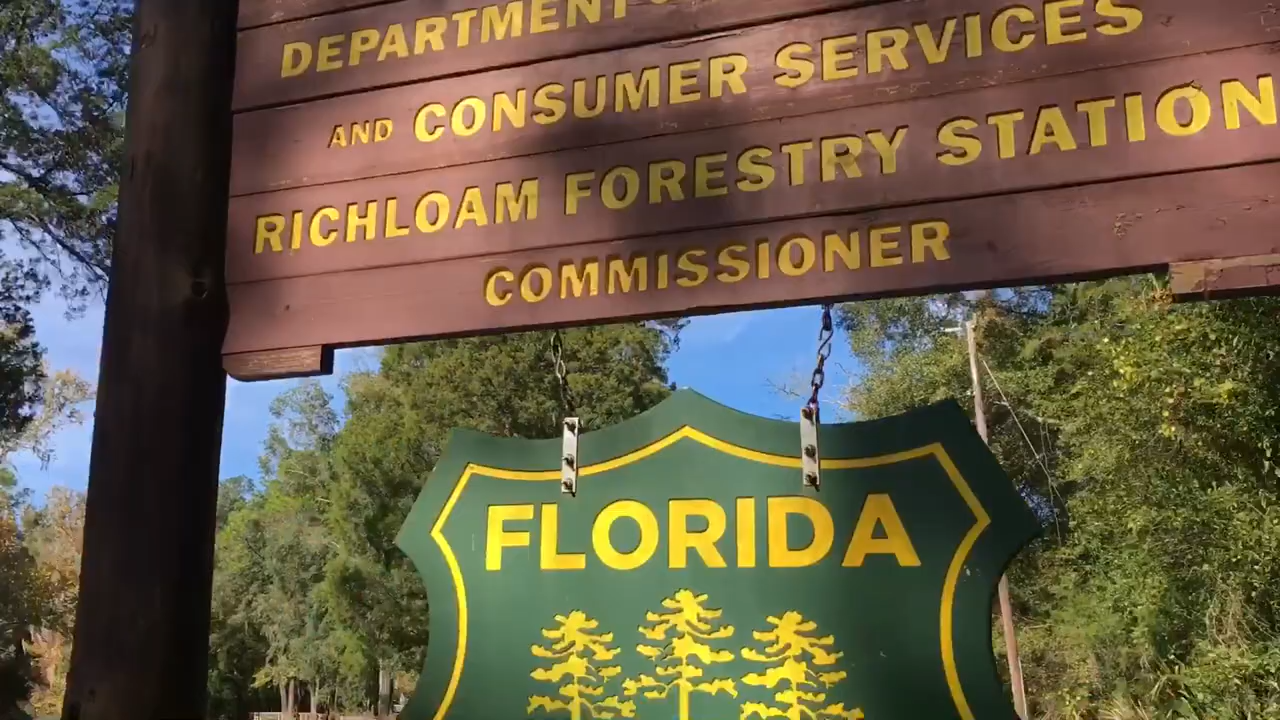 DEPARTMENT
AND CONSUMER SERVICES
RICHLOAM FORESTRY STATION
COMMISSIONER
FLORIDA